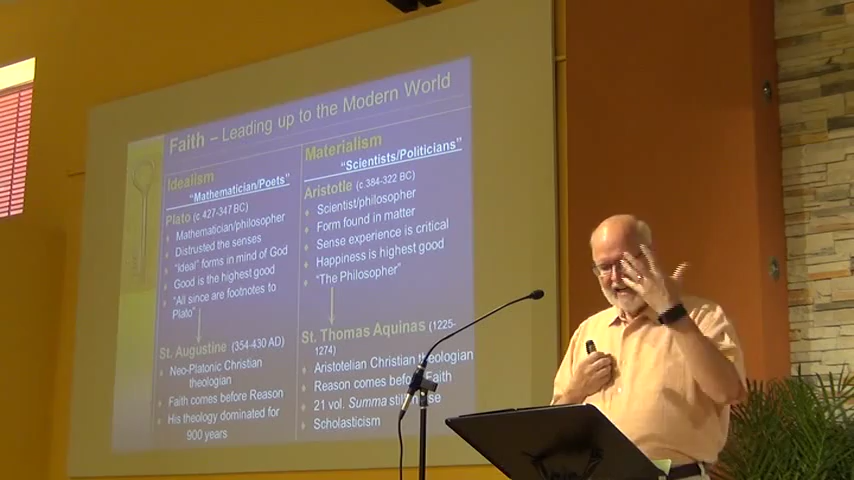 Faith – Leading up to the Modern World
Idealism
"Mathematician/Poets"
Plato (c 427-347 BC)
Mathematician/philosopher
Distrusted the senses
"Ideal" forms in mind of God
Good is the highest good
"All since are footnotes to
Plato"
St. Augustine (354-430 AD)
Neo-Platonic Christian
theologian
Faith comes before Reason
His theology dominated for
900 years
Materialism
"Scientists/Politicians"
Aristotle (c.384-322 BC)
Scientist/philosopher
Form found in matter
Sense experience is critical
Happiness is highest good
"The Philosopher"
St. Thomas Aquinas (1225-
1274)
Aristotelian Christian theologian
Reason comes before Faith
21 vol. Summa still
Scholasticism